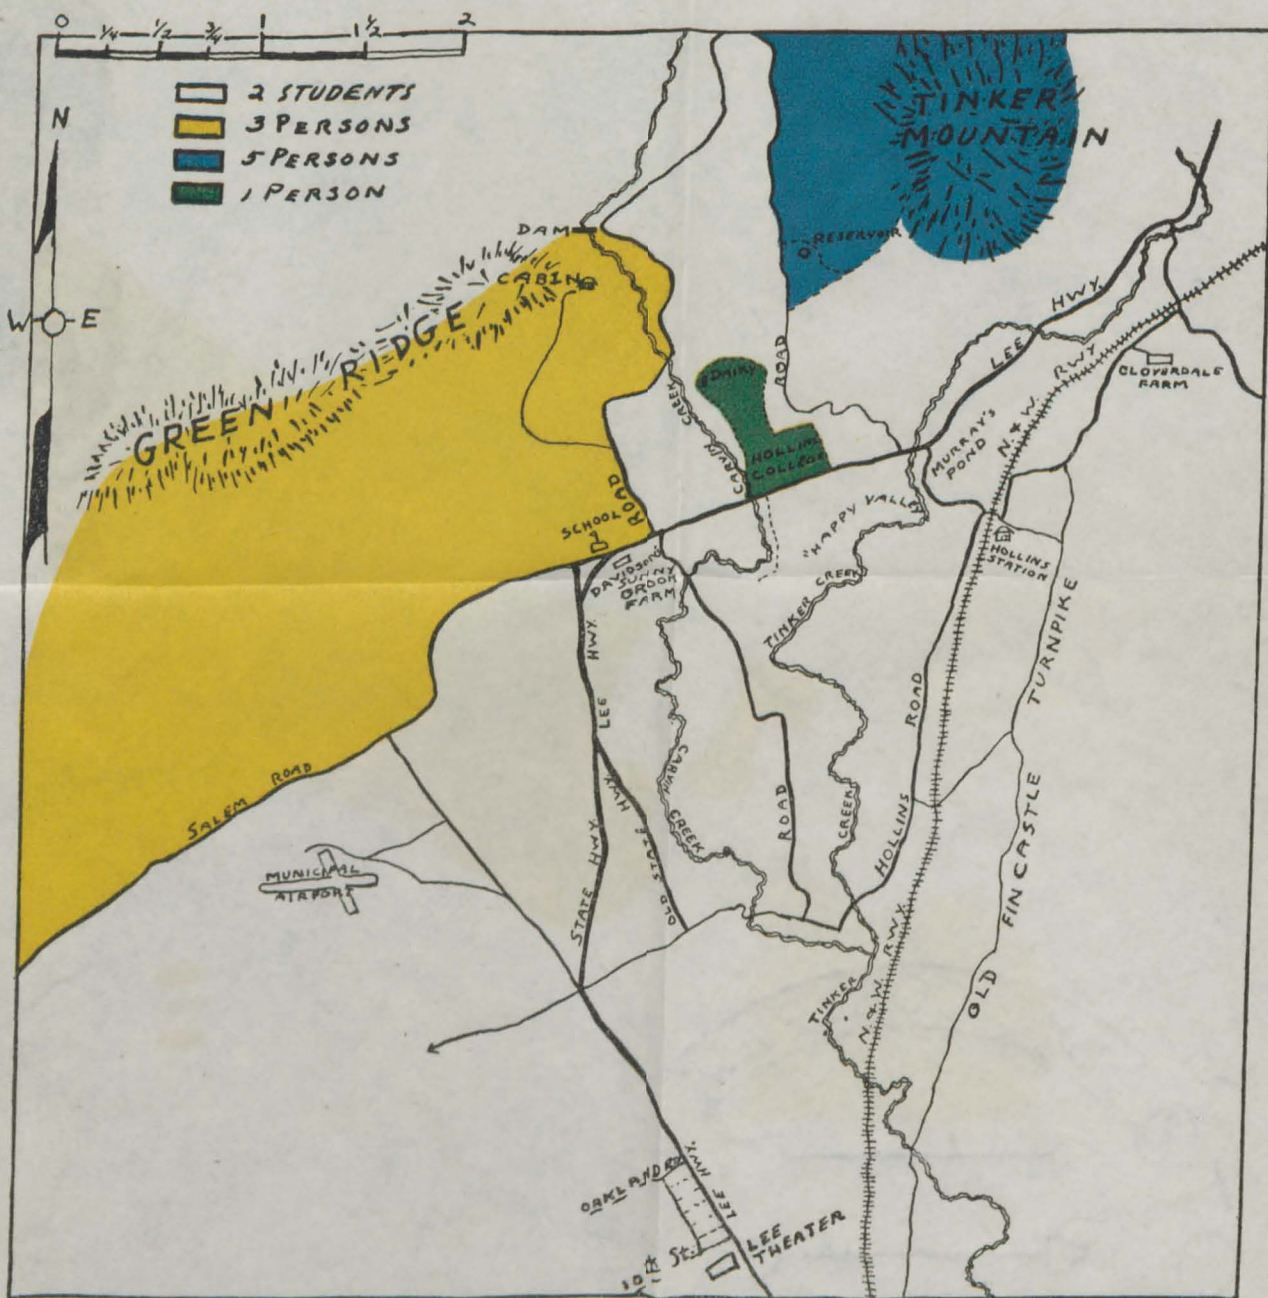 0 1/4 1/2 3/4 1 1 1/2 2
2 STUDENTS
3 PERSONS
5 PERSONS
1 PERSON
N
W E
TINKER
MOUNTAIN
DAM
CABIN
RESERVOIR
GREEN RIDGE
LEE HWY.
N. & W. RWY
CLOVERDALE
FARM
ROAD
DAIRY
CARVIN CREEK
HOLLINS
COLLEGE
MURRAY'S
POND
ROAD
SCHOOL
"HAPPY VALLEY
HOLLINS
STATION
DAVIDSON'S
SUNNY
BROOK
FARM
TINKER CREEK
TURNPIKE
HWY.
LEE
ROAD
SALEM ROAD
CARVIN
CREEK
HWY.
OLD STATE
ROAD
CREEK
HOLLINS
STATE HWY.
MUNICIPAL
AIRPORT
FINCASTLE
OLD
RWY.
N. & W.
TINKER
LEE HWY.
OAKLAND
LEE
THEATER
10th St.